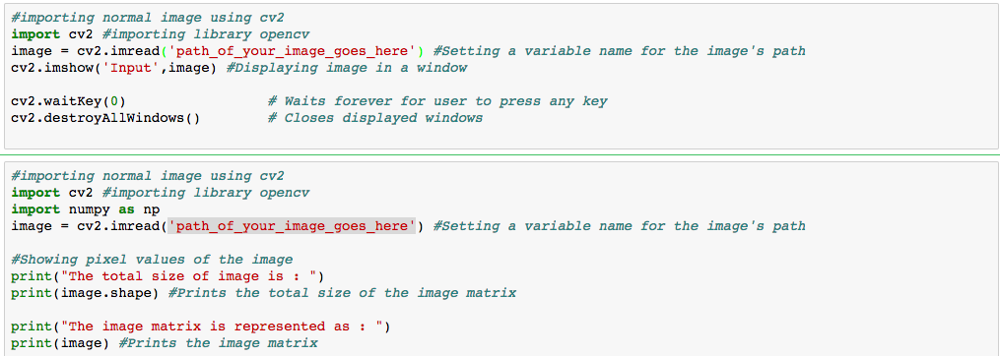 #importing normal image using cv2
import cv2 #importing library opencv
image = cv2.imread('path_of_your_image_goes_here') #Setting a variable name for the image's path
cv2.imshow('Input',image) #Displaying image in a window
cv2.waitKey(0) # Waits forever for user to press any key
cv2.destroyAllWindows() # Closes displayed windows
#importing normal image using cv2
import cv2 #importing library opencv
import numpy as np
image = cv2.imread('path_of_your_image_goes_here') #Setting a variable name for the image's path
#Showing pixel values of the image
print("The total size of image is : ")
print(image.shape) #Prints the total size of the image matrix
print("The image matrix is represented as : ")
print(image) #Prints the image matrix